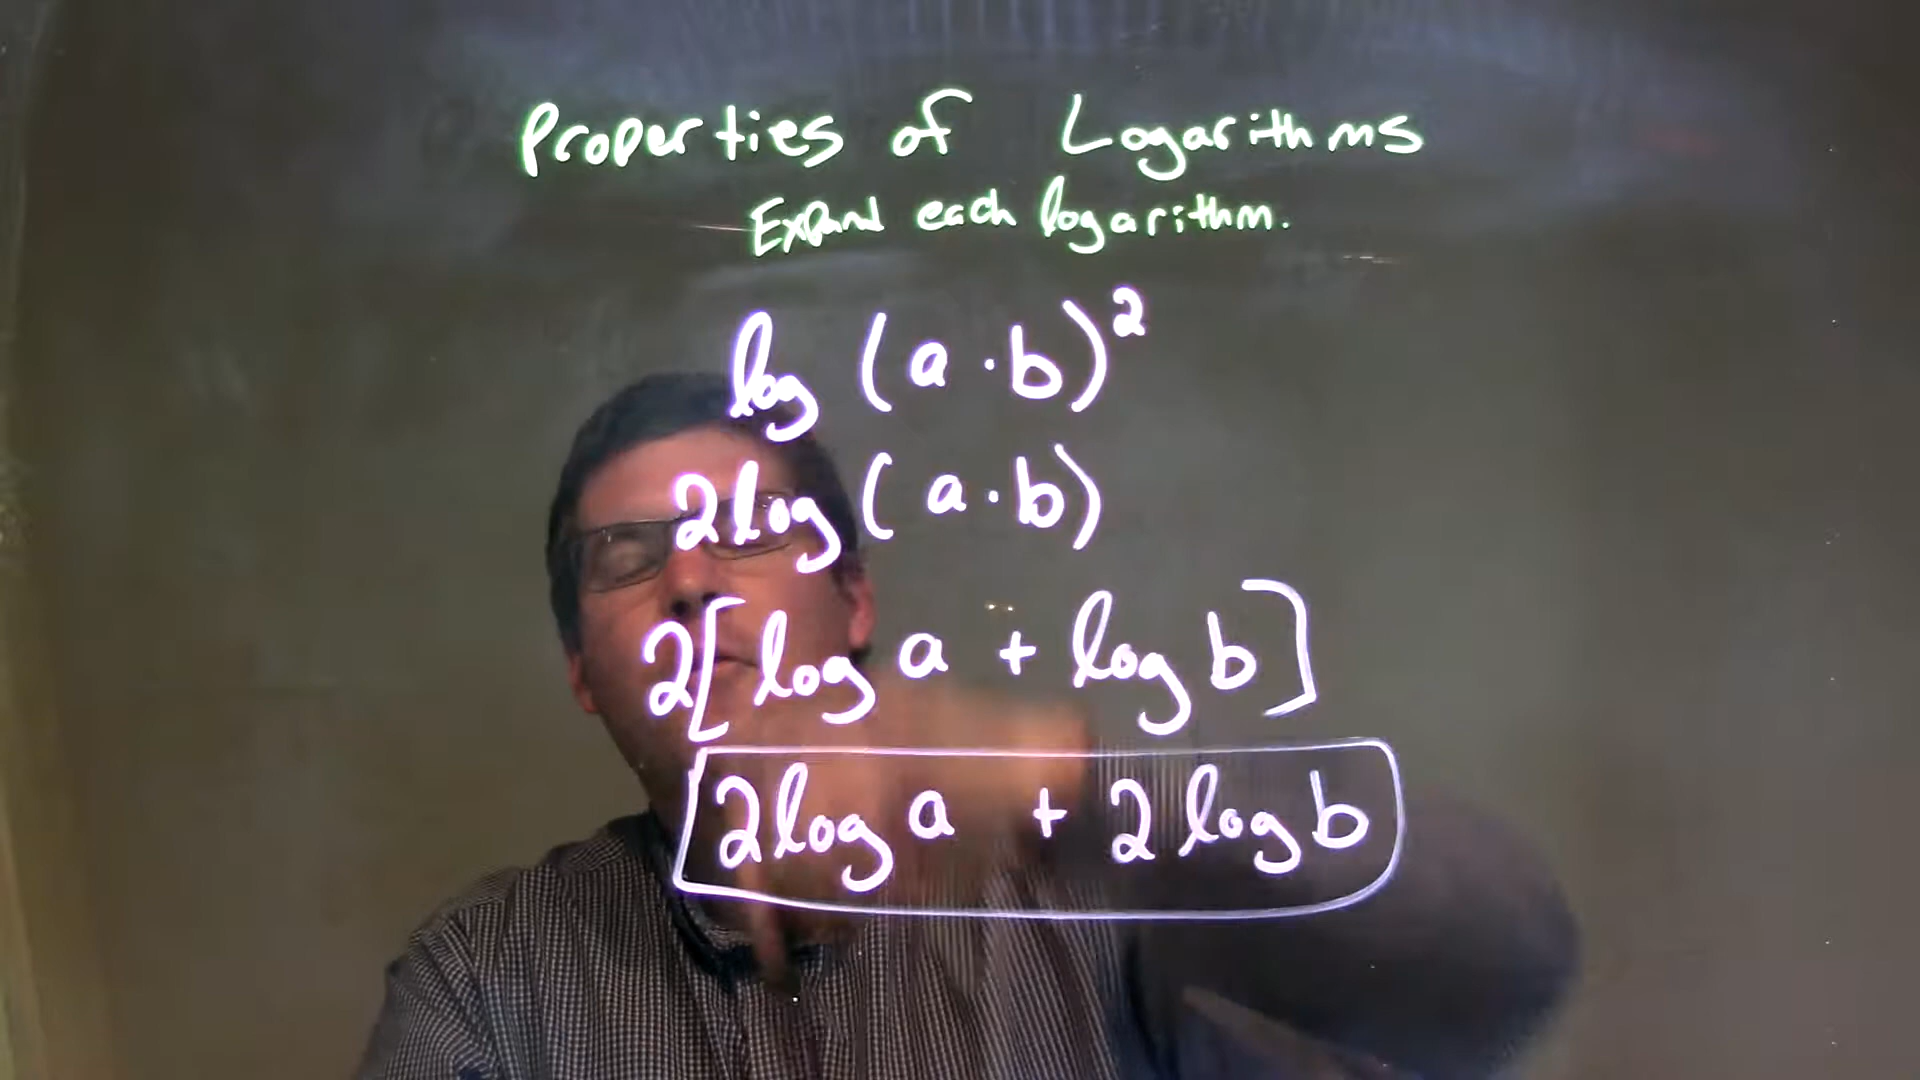 Properties of Logarithms
Expand each logarithm.
log (a · b)²
2log (a · b)
2[log a + log b]
2log a + 2 log b